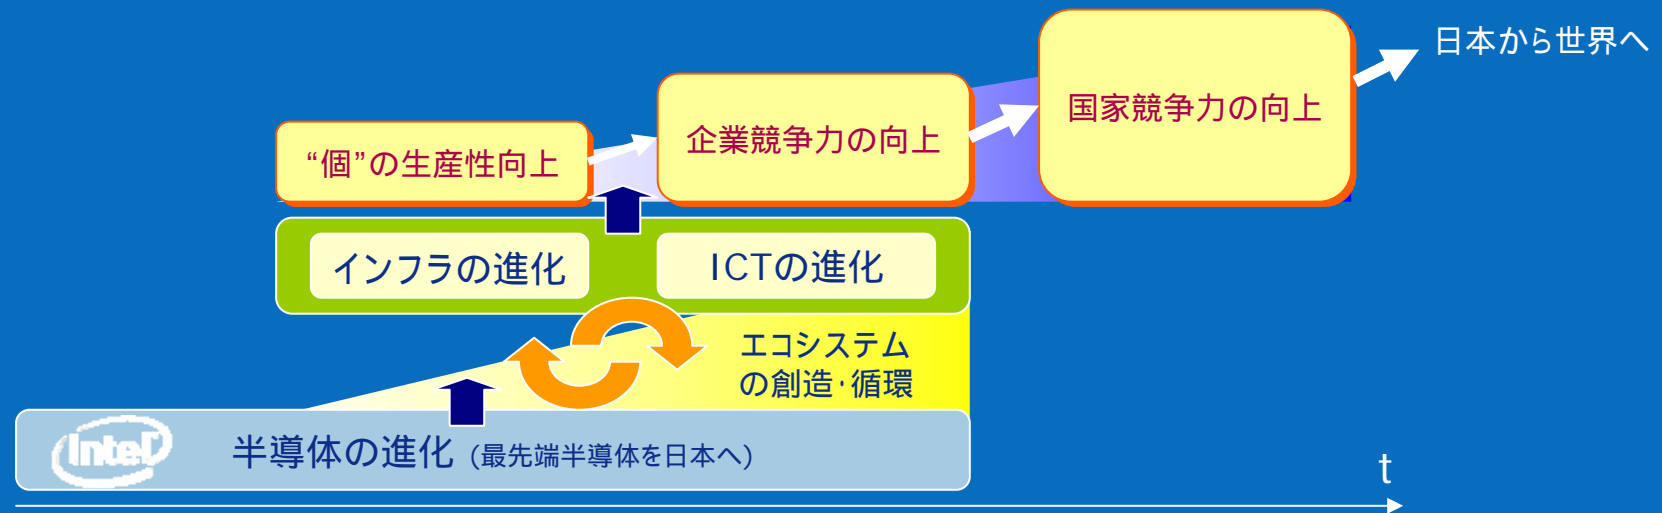 日本から世界へ
国家競争力の向上
企業競争力の向上
“個”の生産性向上
インフラの進化
ICTの進化
エコシステム
の創造・循環
intel
半導体の進化 (最先端半導体を日本へ)
t